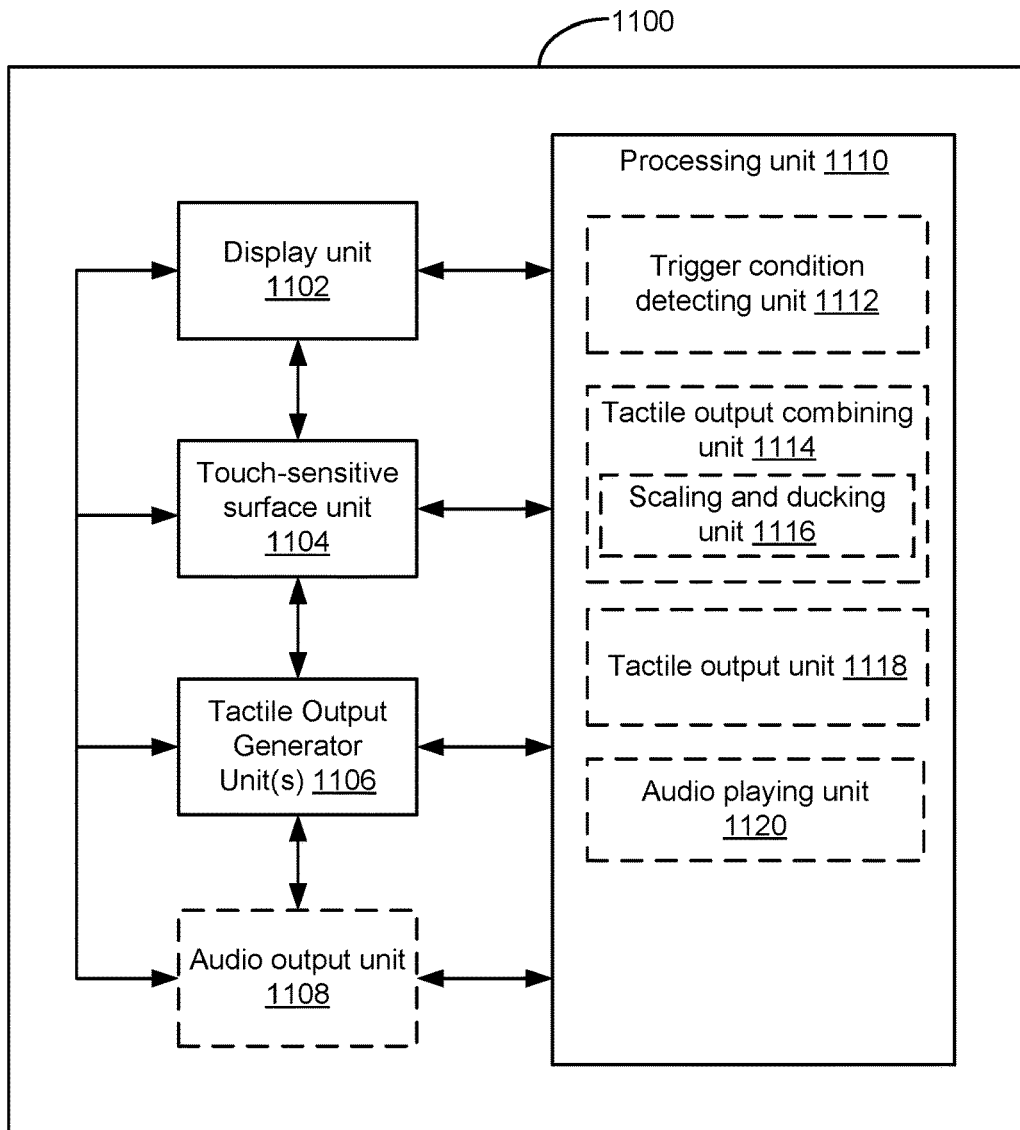 1100
Processing unit 1110
Display unit
1102
Trigger condition
detecting unit 1112
Tactile output combining
unit 1114
Scaling and ducking
unit 1116
Touch-sensitive
surface unit
1104
Tactile output unit 1118
Tactile Output
Generator
Unit(s) 1106
Audio playing unit
1120
Audio output unit
1108